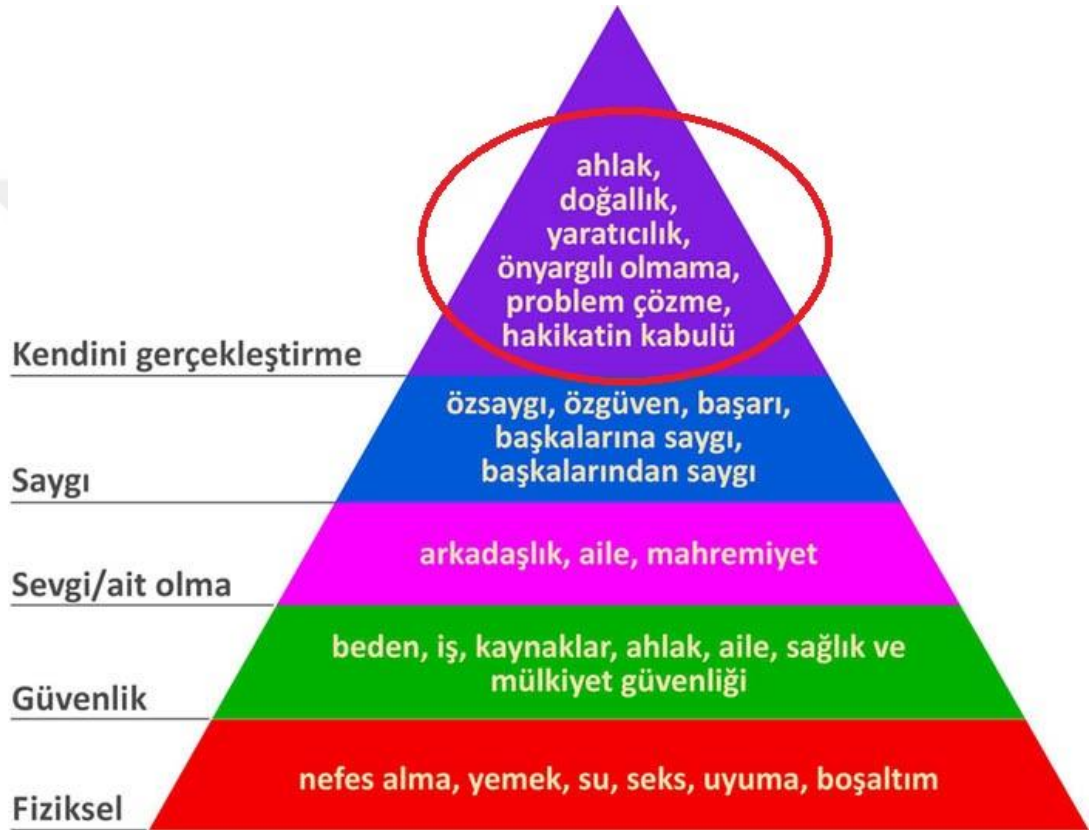 ahlak,
doğallık,
yaratıcılık,
önyargılı olmama,
problem çözme,
hakikatin kabulü
Kendini gerçekleştirme
özsaygı, özgüven, başarı,
başkalarına saygı,
başkalarından saygı
Saygı
arkadaşlık, aile, mahremiyet
Sevgi/ait olma
beden, iş, kaynaklar, ahlak, aile, sağlık ve
mülkiyet güvenliği
Güvenlik
nefes alma, yemek, su, seks, uyuma, boşaltım
Fiziksel